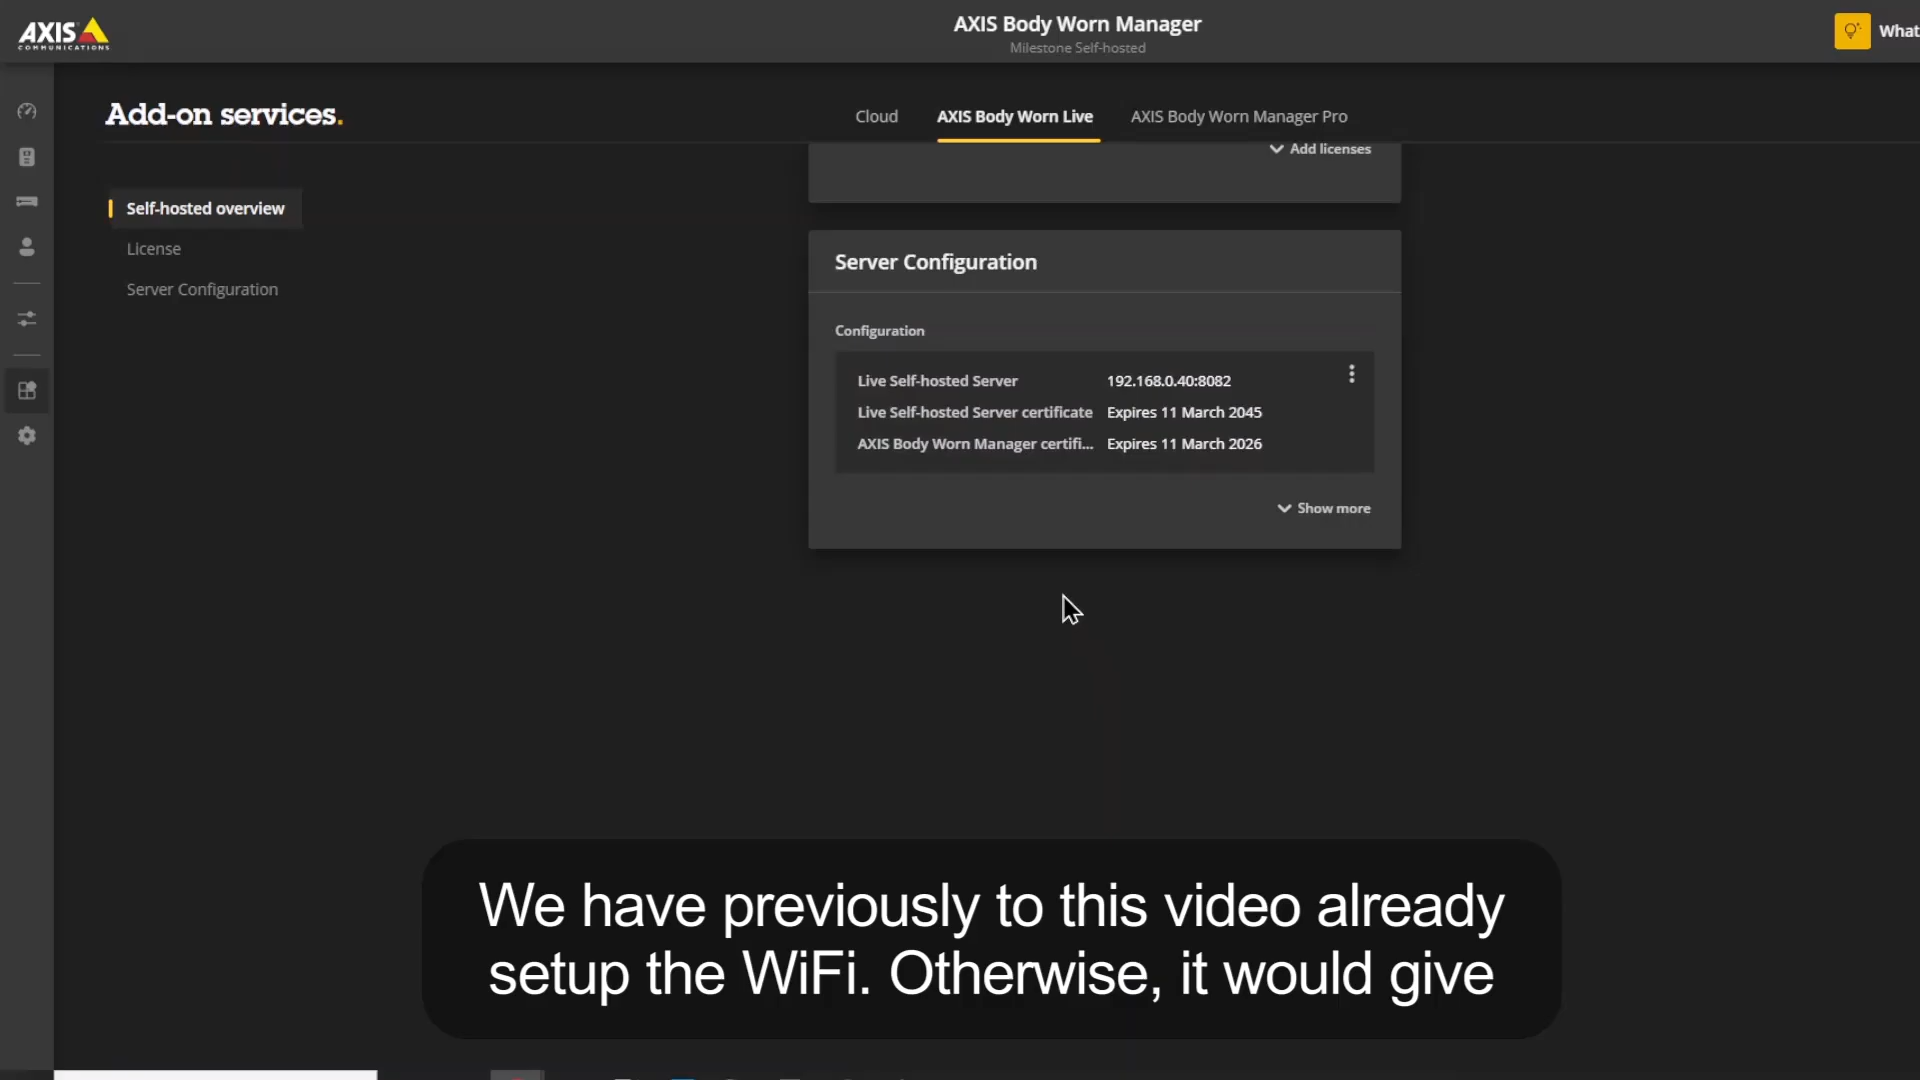 AXIS
COMMUNICATIONS
AXIS Body Worn Manager
Milestone Self-hosted
What
Add-on services.
Cloud
AXIS Body Worn Live
AXIS Body Worn Manager Pro
Add licenses
Self-hosted overview
License
Server Configuration
Server Configuration
Configuration
Live Self-hosted Server 192.168.0.40:8082
Live Self-hosted Server certificate Expires 11 March 2045
AXIS Body Worn Manager certifi... Expires 11 March 2026
Show more
We have previously to this video already
setup the WiFi. Otherwise, it would give